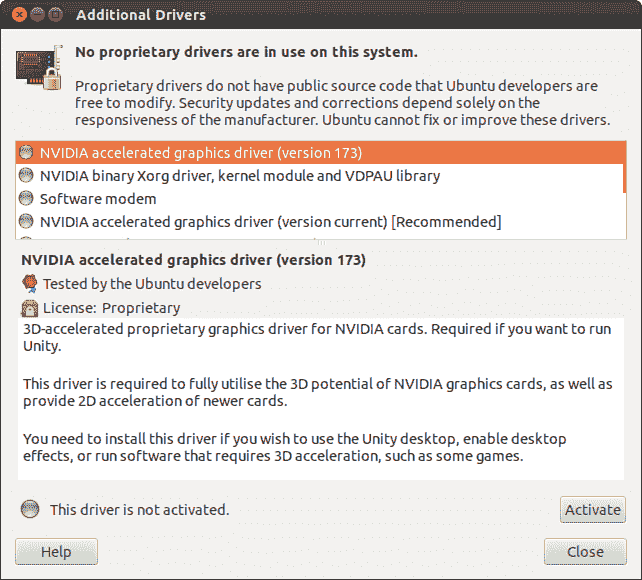 Additional Drivers
No proprietary drivers are in use on this system.
Proprietary drivers do not have public source code that Ubuntu developers are
free to modify. Security updates and corrections depend solely on the
responsiveness of the manufacturer. Ubuntu cannot fix or improve these drivers.
NVIDIA accelerated graphics driver (version 173)
NVIDIA binary Xorg driver, kernel module and VDPAU library
Software modem
NVIDIA accelerated graphics driver (version current) [Recommended]
NVIDIA accelerated graphics driver (version 173)
Tested by the Ubuntu developers
License: Proprietary
3D-accelerated proprietary graphics driver for NVIDIA cards. Required if you want to run
Unity.
This driver is required to fully utilise the 3D potential of NVIDIA graphics cards, as well as
provide 2D acceleration of newer cards.
You need to install this driver if you wish to use the Unity desktop, enable desktop
effects, or run software that requires 3D acceleration, such as some games.
This driver is not activated.
Activate
Help
Close